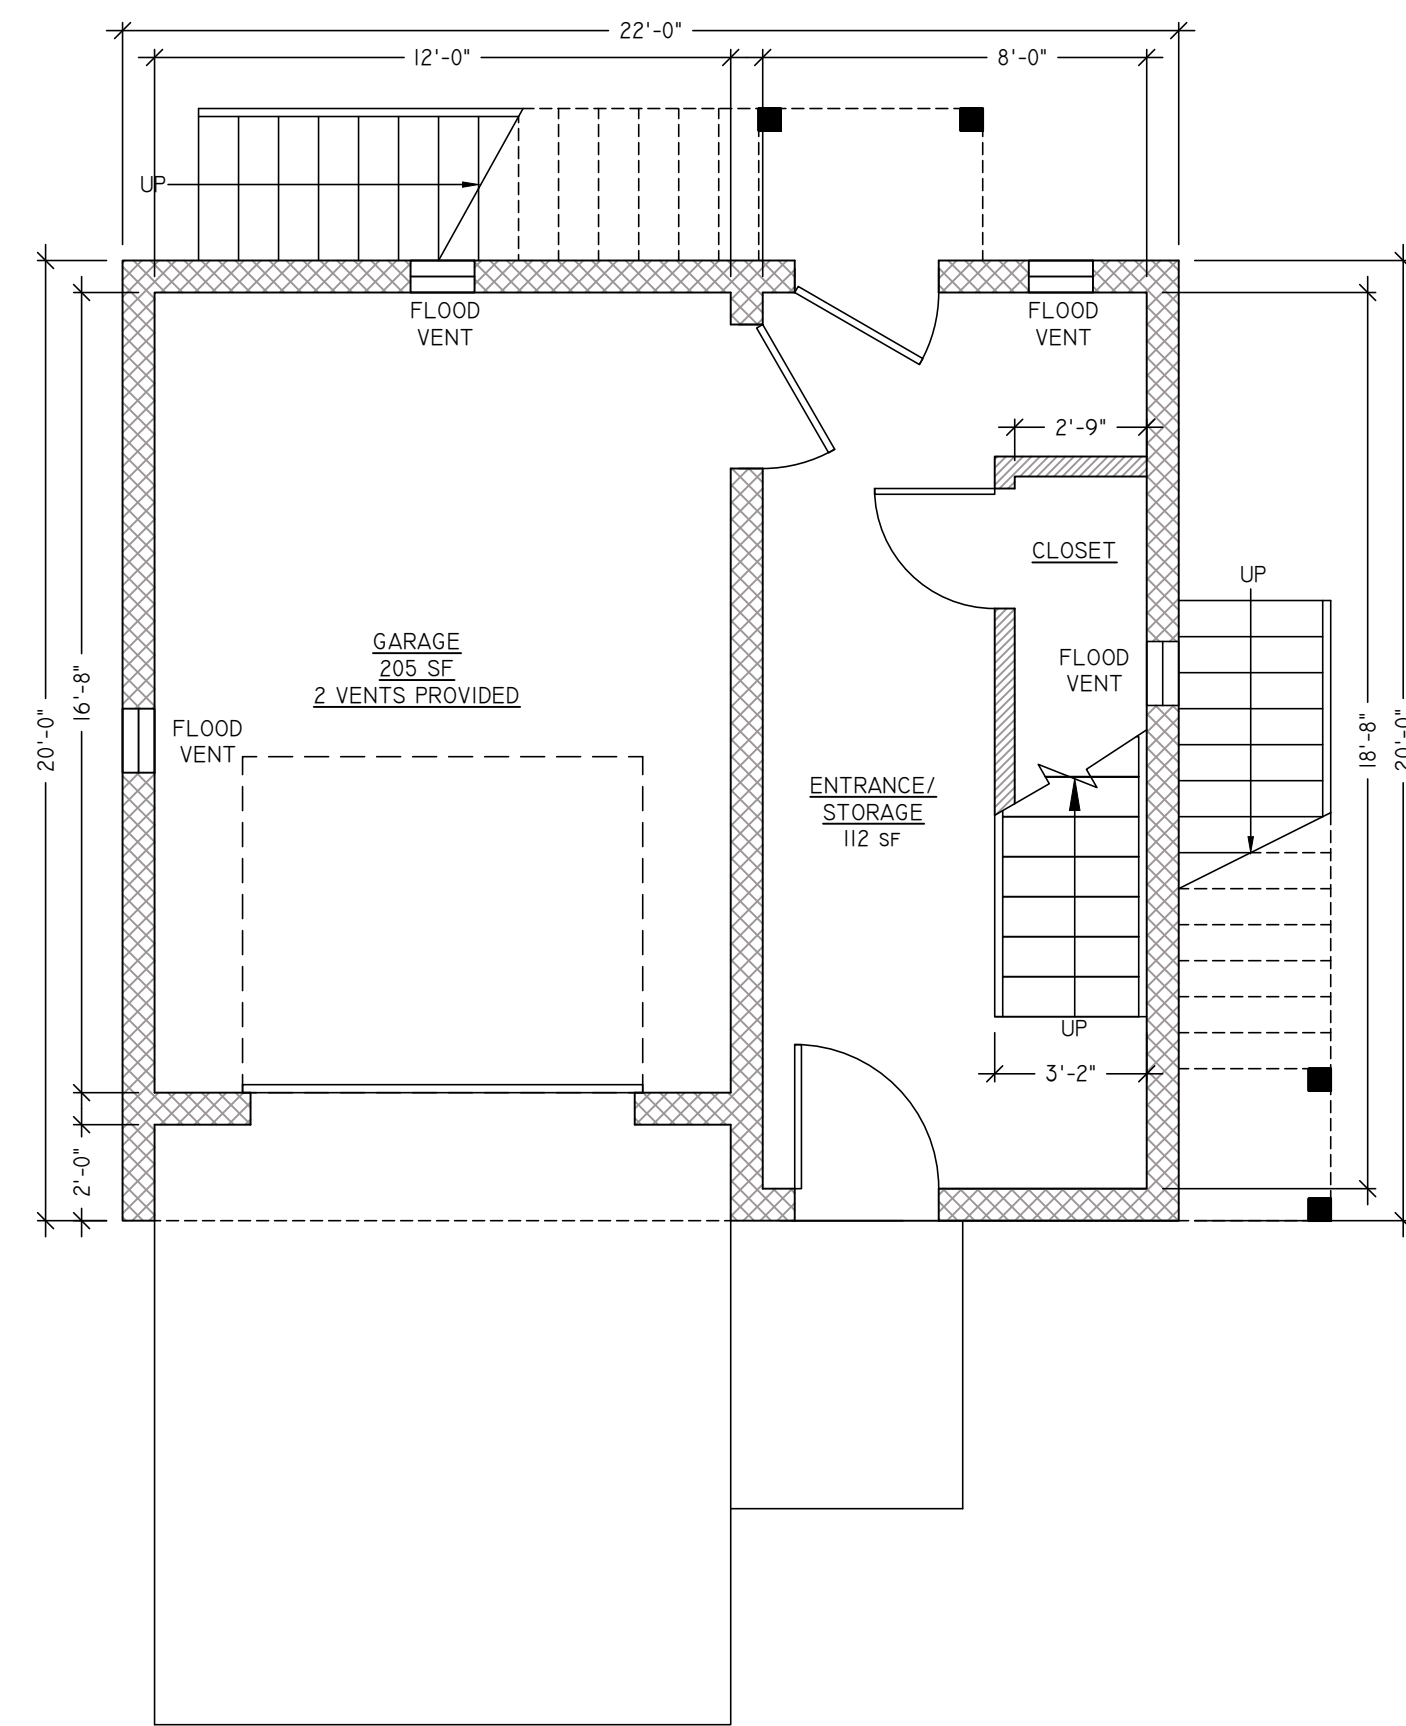 22'-0"
12'-0"
8'-0"
UP
FLOOD
VENT
FLOOD
VENT
2'-9"
CLOSET
UP
GARAGE
205 SF
2 VENTS PROVIDED
FLOOD
VENT
FLOOD
VENT
20'-0"
16'-8"
18'-8"
20'-0"
ENTRANCE/
STORAGE
112 SF
UP
3'-2"
2'-0"